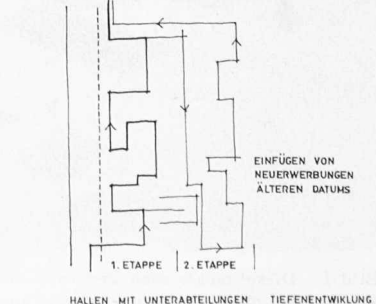 EINFÜGEN VON
NEUERWERBUNGEN
ÄLTEREN DATUMS
1. ETAPPE
2. ETAPPE
HALLEN MIT UNTERABTEILUNGEN
TIEFENENTWIKLUNG